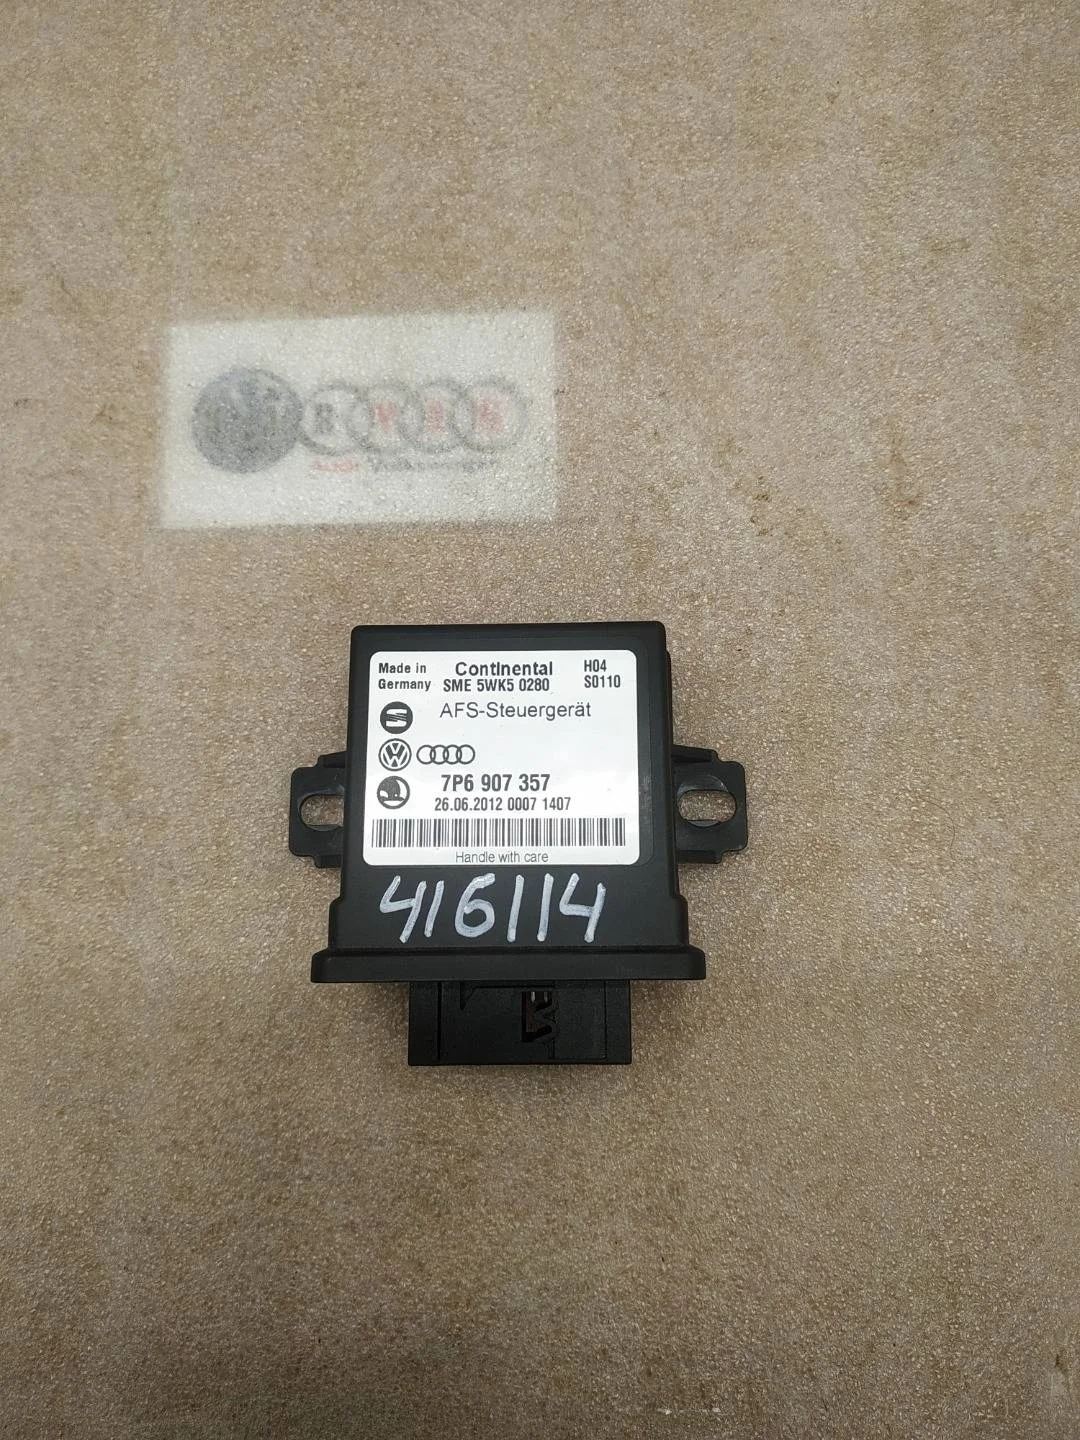 Made in Continental H04
Germany SME 5WK5 0280 S0110
AFS-Steuergerät
7P6 907 357
26.06.2012 0007 1407
Handle with care
416114